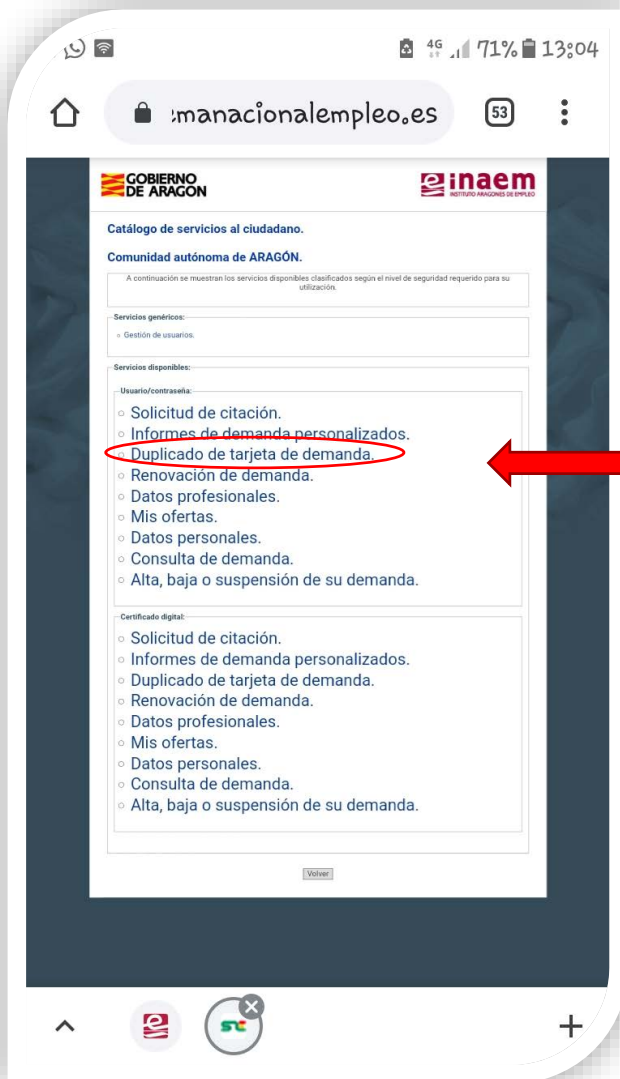 4G 71% 13:04
:manacionalempleo.es 53
GOBIERNO
DE ARAGON
inaem
INSTITUTO ARAGONES DE EMPLEO
Catálogo de servicios al ciudadano.
Comunidad autónoma de ARAGÓN.
A continuación se muestran los servicios disponibles clasificados según el nivel de seguridad requerido para su
utilización.
Servicios genéricos:
Gestión de usuarios.
Servicios disponibles:
Usuario/contraseña:
Solicitud de citación.
Informes de demanda personalizados.
Duplicado de tarjeta de demanda.
Renovación de demanda.
Datos profesionales.
Mis ofertas.
Datos personales.
Consulta de demanda.
Alta, baja o suspensión de su demanda.
Certificado digital:
Solicitud de citación.
Informes de demanda personalizados.
Duplicado de tarjeta de demanda.
Renovación de demanda.
Datos profesionales.
Mis ofertas.
Datos personales.
Consulta de demanda.
Alta, baja o suspensión de su demanda.
Volver